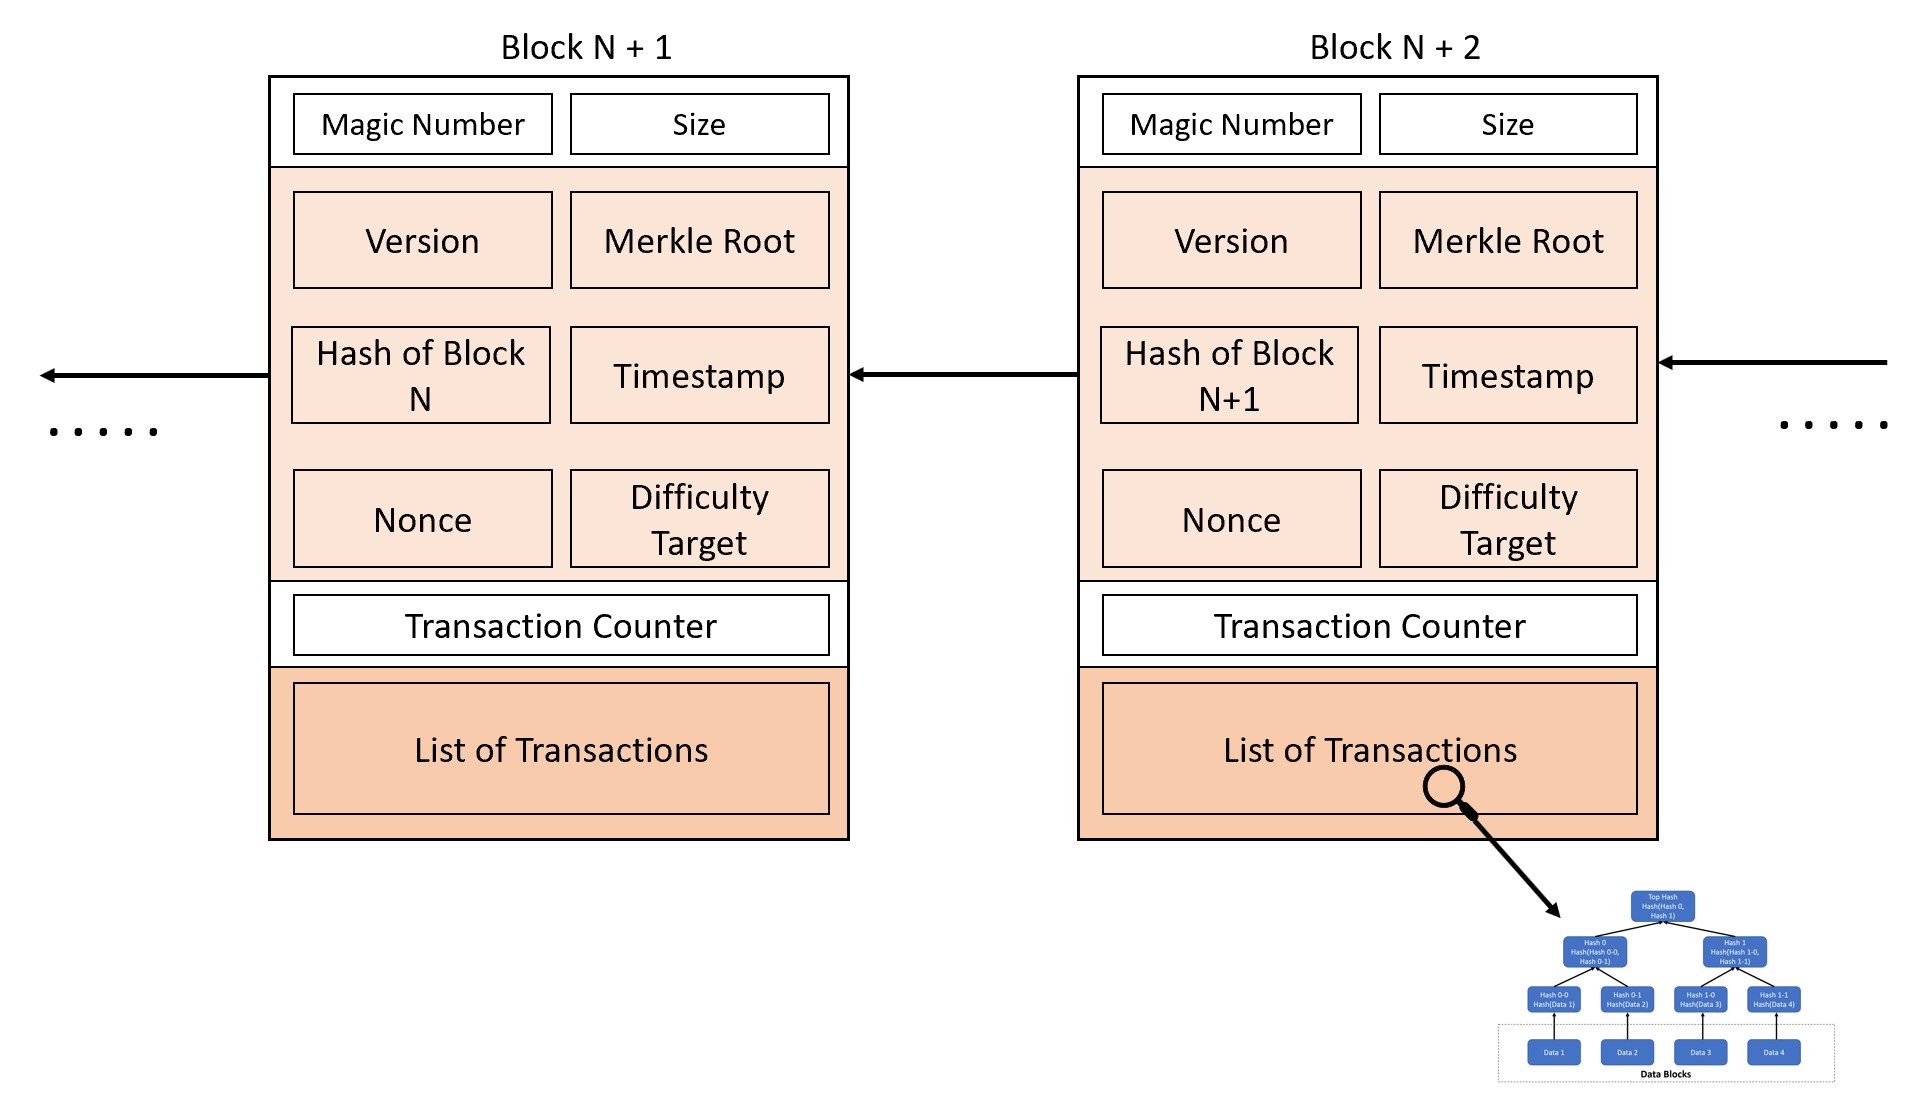 Block N + 1
Magic Number
Size
Version
Merkle Root
Hash of Block
N
Timestamp
Nonce
Difficulty
Target
Transaction Counter
List of Transactions
.....
Block N + 2
Magic Number
Size
Version
Merkle Root
Hash of Block
N+1
Timestamp
Nonce
Difficulty
Target
Transaction Counter
List of Transactions
.....
Top Hash
Hash(Hash 0,
Hash 1)
Hash 0
Hash(Hash 0-0,
Hash 0-1)
Hash 1
Hash(Hash 1-0,
Hash 1-1)
Hash 0-0
Hash(Data 1)
Hash 0-1
Hash(Data 2)
Hash 1-0
Hash(Data 3)
Hash 1-1
Hash(Data 4)
Data 1
Data 2
Data 3
Data 4
Data Blocks